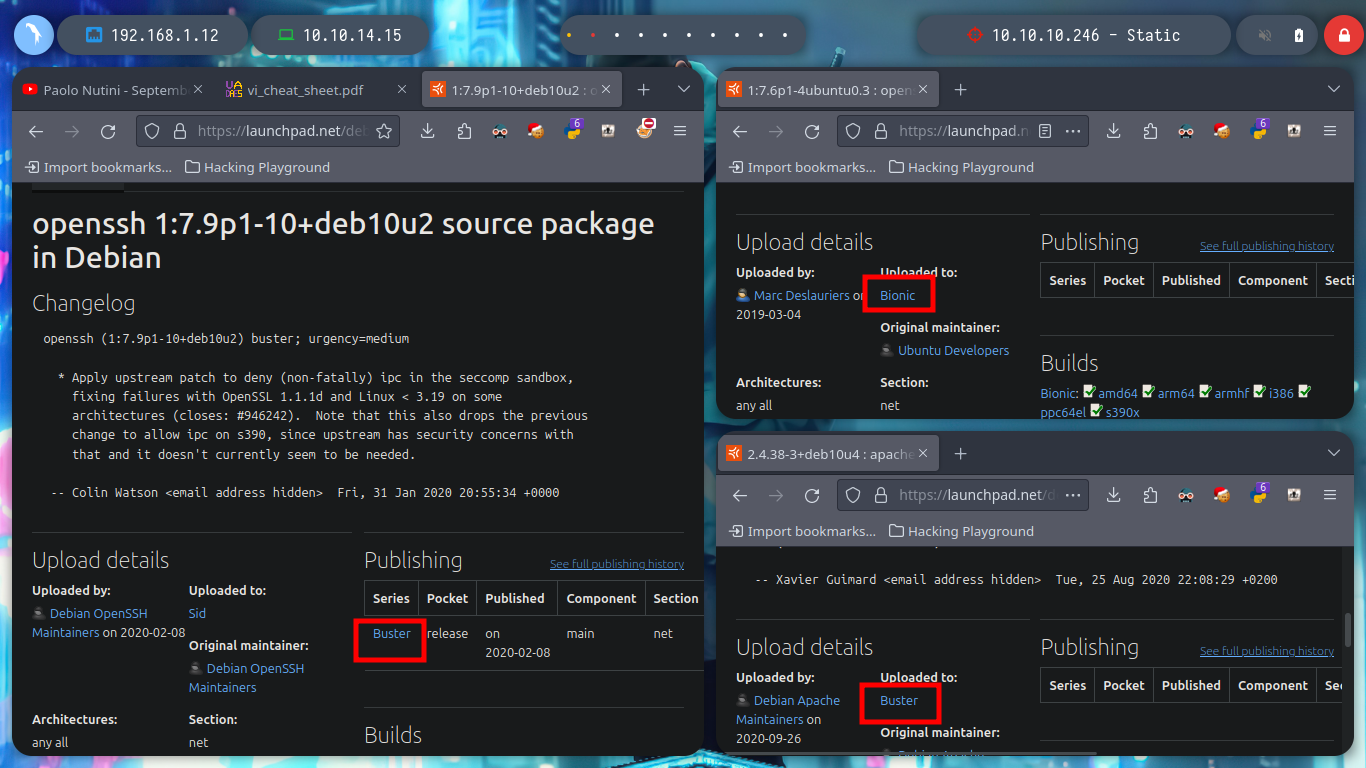 192.168.1.12
10.10.14.15
10.10.10.246 - Static
Paolo Nutini - Septemb
vi_cheat_sheet.pdf
1:7.9p1-10+deb10u2 : o
https://launchpad.net/deb
6
Import bookmarks...
Hacking Playground
openssh 1:7.9p1-10+deb10u2 source package
in Debian
Changelog
openssh (1:7.9p1-10+deb10u2) buster; urgency=medium
* Apply upstream patch to deny (non-fatally) ipc in the seccomp sandbox,
fixing failures with OpenSSL 1.1.1d and Linux < 3.19 on some
architectures (closes: #946242).  Note that this also drops the previous
change to allow ipc on s390, since upstream has security concerns with
that and it doesn't currently seem to be needed.
-- Colin Watson <email address hidden>  Fri, 31 Jan 2020 20:55:34 +0000
Upload details
Uploaded by:
Debian OpenSSH
Maintainers on 2020-02-08
Uploaded to:
Sid
Original maintainer:
Debian OpenSSH
Maintainers
Architectures:
any all
Section:
net
Publishing
See full publishing history
Series Pocket Published Component Section
Buster release on 2020-02-08 main net
Builds
1:7.6p1-4ubuntu0.3 : open
https://launchpad.n
6
Import bookmarks...
Hacking Playground
Upload details
Uploaded by:
Marc Deslauriers on
2019-03-04
Uploaded to:
Bionic
Original maintainer:
Ubuntu Developers
Architectures:
any all
Section:
net
Publishing
See full publishing history
Series Pocket Published Component Secti
Builds
Bionic: amd64 arm64 armhf i386
ppc64el s390x
2.4.38-3+deb10u4 : apache
https://launchpad.net/d
6
Import bookmarks...
Hacking Playground
-- Xavier Guimard <email address hidden>  Tue, 25 Aug 2020 22:08:29 +0200
Upload details
Uploaded by:
Debian Apache
Maintainers on
2020-09-26
Uploaded to:
Buster
Original maintainer:
Publishing
See full publishing history
Series Pocket Published Component Se